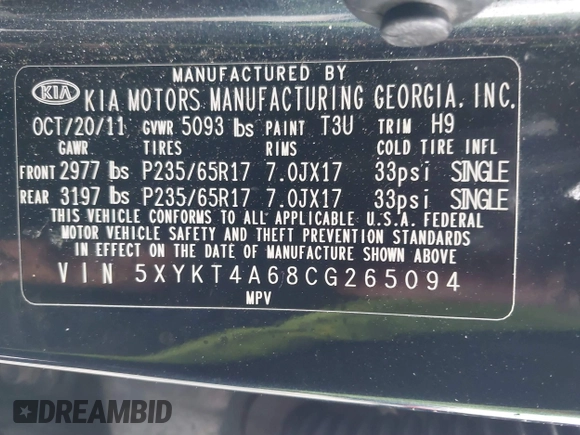 MANUFACTURED BY
KIA KIA MOTORS MANUFACTURING GEORGIA, INC.
OCT/20/11 GVWR 5093 lbs PAINT T3U TRIM H9
GAWR TIRES RIMS COLD TIRE INFL
FRONT 2977 lbs P235/65R17 7.0JX17 33psi SINGLE
REAR 3197 lbs P235/65R17 7.0JX17 33psi SINGLE
THIS VEHICLE CONFORMS TO ALL APPLICABLE U.S.A. FEDERAL
MOTOR VEHICLE SAFETY AND THEFT PREVENTION STANDARDS
IN EFFECT ON THE DATE OF MANUFACTURE SHOWN ABOVE
VIN 5XYKT4A68CG265094
MPV
DREAMBID